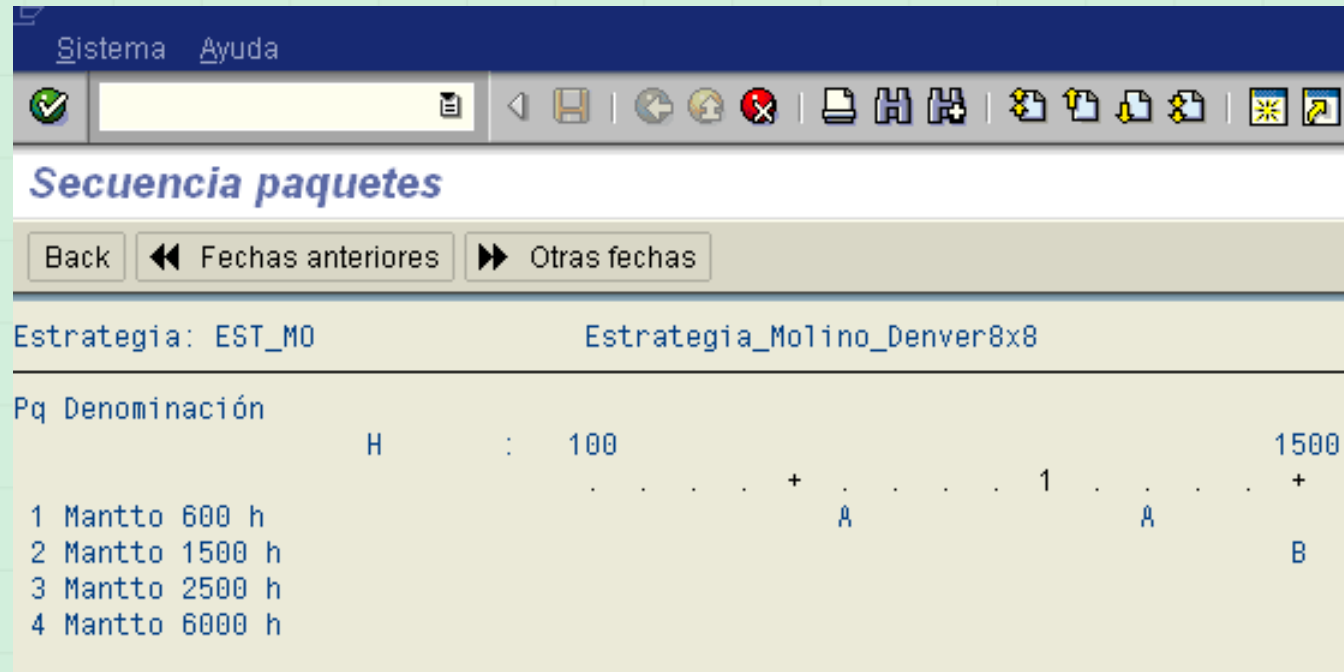 Sistema Ayuda
Secuencia paquetes
Back Fechas anteriores Otras fechas
Estrategia: EST_MO Estrategia_Molino_Denver8x8
Pq Denominación
H : 100 1500
. . . . + . . . . 1 . . . . +
1 Mantto 600 h A A
2 Mantto 1500 h B
3 Mantto 2500 h
4 Mantto 6000 h